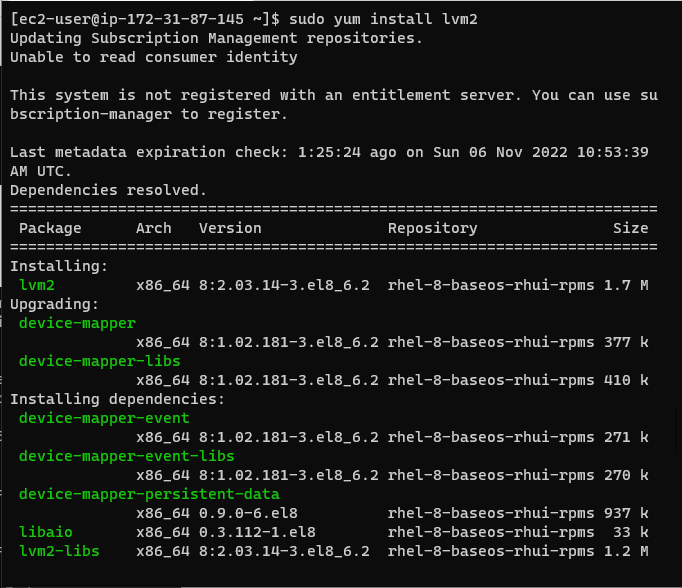 [ec2-user@ip-172-31-87-145 ~]$ sudo yum install lvm2
Updating Subscription Management repositories.
Unable to read consumer identity

This system is not registered with an entitlement server. You can use su
bscription-manager to register.

Last metadata expiration check: 1:25:24 ago on Sun 06 Nov 2022 10:53:39
AM UTC.
Dependencies resolved.
========================================================================
 Package      Arch   Version              Repository               Size
========================================================================
Installing:
 lvm2         x86_64 8:2.03.14-3.el8_6.2  rhel-8-baseos-rhui-rpms 1.7 M
Upgrading:
 device-mapper
              x86_64 8:1.02.181-3.el8_6.2 rhel-8-baseos-rhui-rpms 377 k
 device-mapper-libs
              x86_64 8:1.02.181-3.el8_6.2 rhel-8-baseos-rhui-rpms 410 k
Installing dependencies:
 device-mapper-event
              x86_64 8:1.02.181-3.el8_6.2 rhel-8-baseos-rhui-rpms 271 k
 device-mapper-event-libs
              x86_64 8:1.02.181-3.el8_6.2 rhel-8-baseos-rhui-rpms 270 k
 device-mapper-persistent-data
              x86_64 0.9.0-6.el8          rhel-8-baseos-rhui-rpms 937 k
 libaio       x86_64 0.3.112-1.el8        rhel-8-baseos-rhui-rpms  33 k
 lvm2-libs    x86_64 8:2.03.14-3.el8_6.2  rhel-8-baseos-rhui-rpms 1.2 M